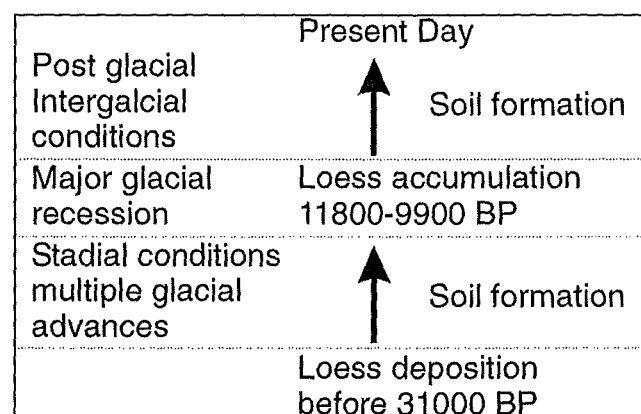 Present Day
Post glacial
Intergalcial
conditions
Soil formation
Major glacial
recession
Loess accumulation
11800-9900 BP
Stadial conditions
multiple glacial
advances
Soil formation
Loess deposition
before 31000 BP